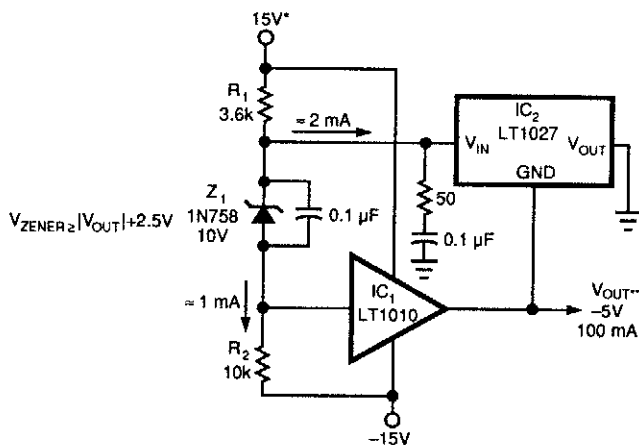 15V*
R1
3.6k
≈ 2 mA
IC2
LT1027
VIN
VOUT
GND
Z1
1N758
10V
0.1 µF
50
0.1 µF
VZENER ≥ |VOUT|+2.5V
≈ 1 mA
IC1
LT1010
VOUT**
−5V
100 mA
R2
10k
−15V